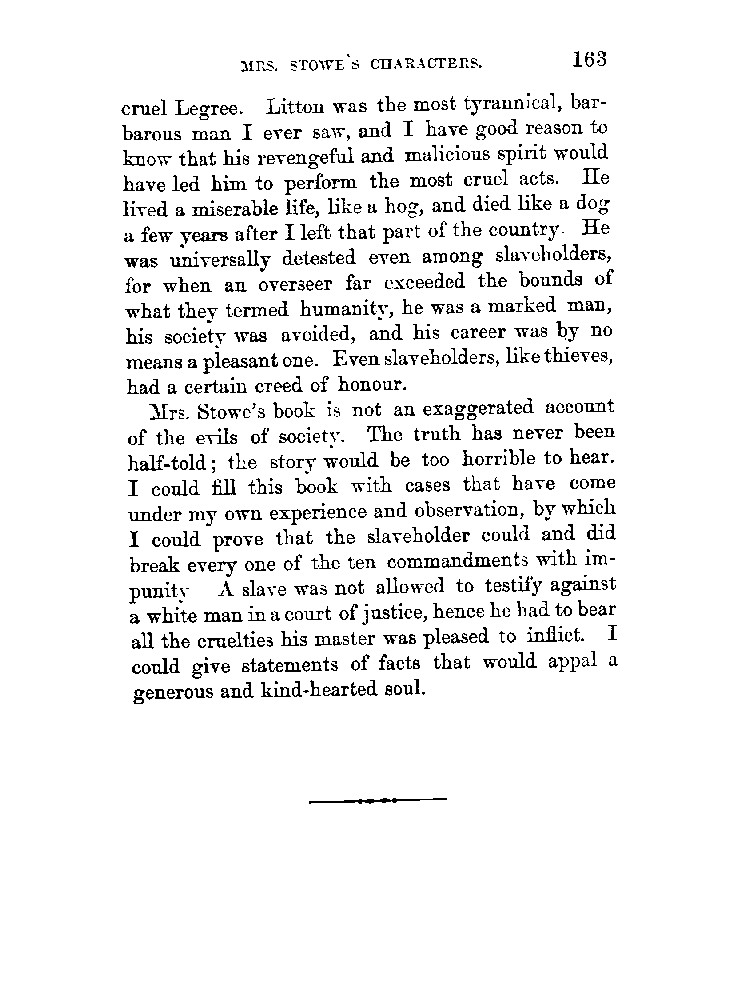 MRS. STOWE'S CHARACTERS. 163
cruel Legree. Litton was the most tyrannical, bar-
barous man I ever saw, and I have good reason to
know that his revengeful and malicious spirit would
have led him to perform the most cruel acts. He
lived a miserable life, like a hog, and died like a dog
a few years after I left that part of the country. He
was universally detested even among slaveholders,
for when an overseer far exceeded the bounds of
what they termed humanity, he was a marked man,
his society was avoided, and his career was by no
means a pleasant one. Even slaveholders, like thieves,
had a certain creed of honour.
Mrs. Stowe's book is not an exaggerated account
of the evils of society. The truth has never been
half-told; the story would be too horrible to hear.
I could fill this book with cases that have come
under my own experience and observation, by which
I could prove that the slaveholder could and did
break every one of the ten commandments with im-
punity A slave was not allowed to testify against
a white man in a court of justice, hence he had to bear
all the cruelties his master was pleased to inflict. I
could give statements of facts that would appal a
generous and kind-hearted soul.